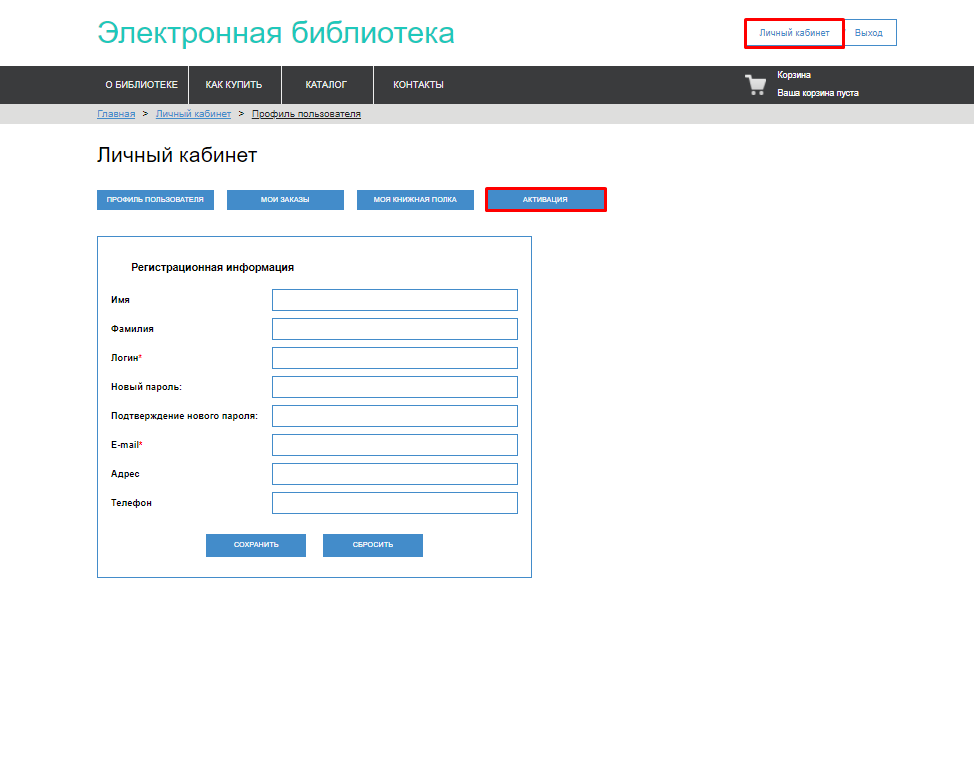 Электронная библиотека
Личный кабинет Выход
О БИБЛИОТЕКЕ КАК КУПИТЬ КАТАЛОГ КОНТАКТЫ
Корзина
Ваша корзина пуста
Главная > Личный кабинет > Профиль пользователя
Личный кабинет
ПРОФИЛЬ ПОЛЬЗОВАТЕЛЯ МОИ ЗАКАЗЫ МОЯ КНИЖНАЯ ПОЛКА АКТИВАЦИЯ
Регистрационная информация
Имя
Фамилия
Логин*
Новый пароль:
Подтверждение нового пароля:
E-mail*
Адрес
Телефон
СОХРАНИТЬ СБРОСИТЬ